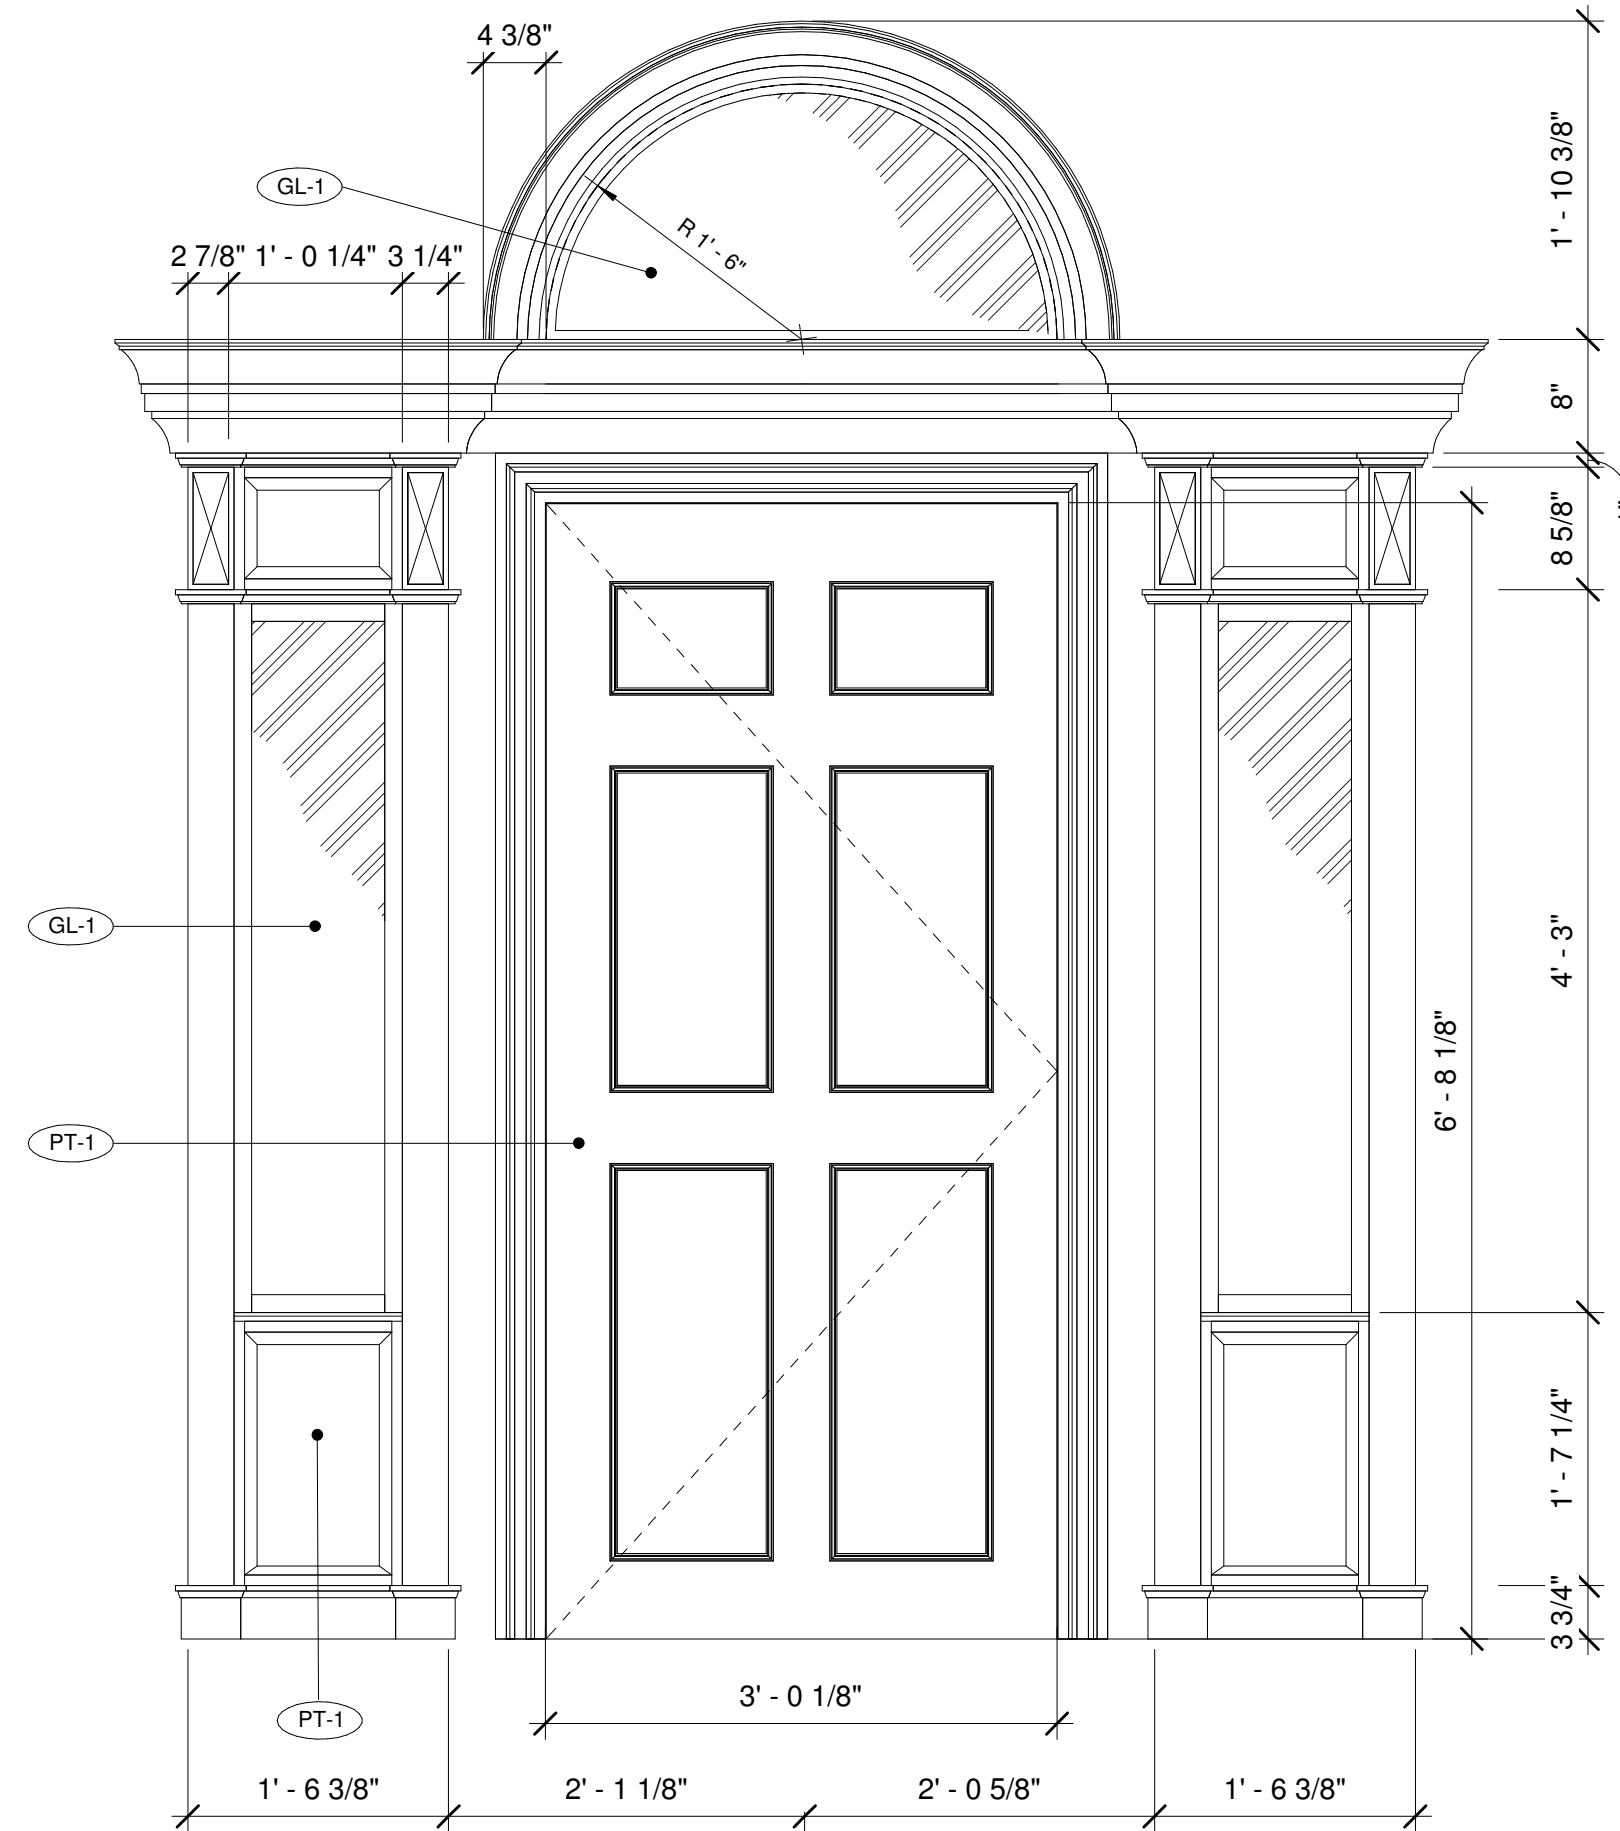 4 3/8"
1' - 10 3/8"
GL-1
R 1' - 6"
2 7/8" 1' - 0 1/4" 3 1/4"
8"
8 5/8"
GL-1
4' - 3"
6' - 8 1/8"
PT-1
1' - 7 1/4"
3 3/4"
3' - 0 1/8"
PT-1
1' - 6 3/8" 2' - 1 1/8" 2' - 0 5/8" 1' - 6 3/8"